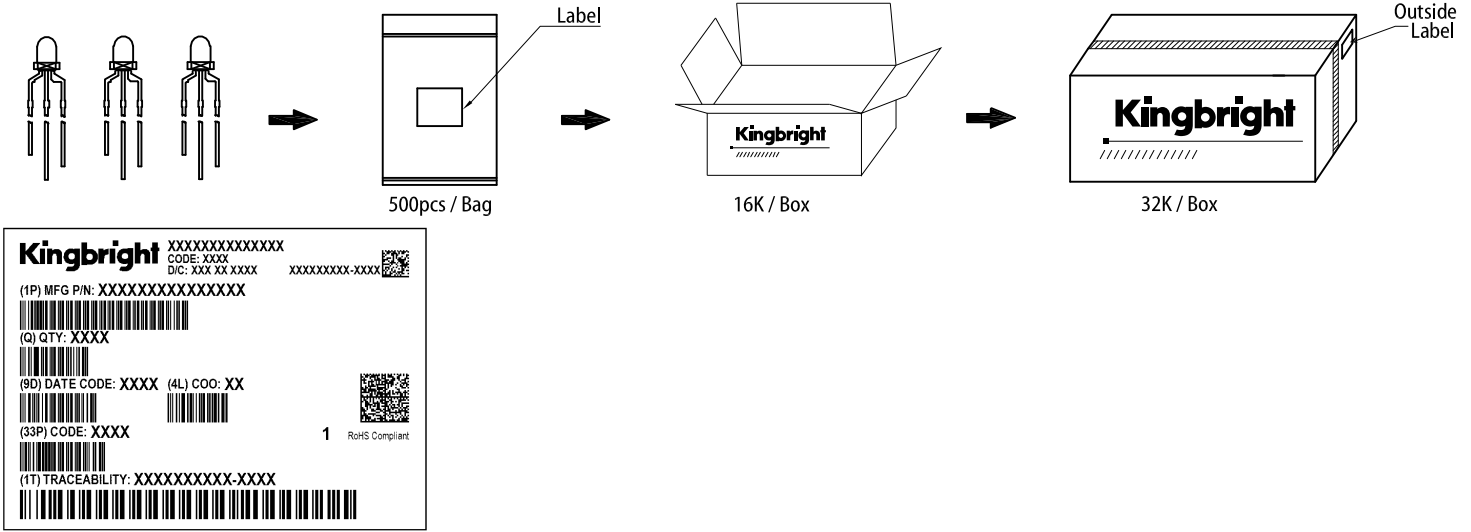 Label
Outside
Label
Kingbright
Kingbright
500pcs / Bag
16K / Box
32K / Box
Kingbright
XXXXXXXXXXXXXX
CODE: XXXX
D/C: XXX XX XXXX
XXXXXXXXX-XXXX
(1P) MFG P/N: XXXXXXXXXXXXXXX
(Q) QTY: XXXX
(9D) DATE CODE: XXXX (4L) COO: XX
(33P) CODE: XXXX
1
RoHS Compliant
(1T) TRACEABILITY: XXXXXXXXXX-XXXX